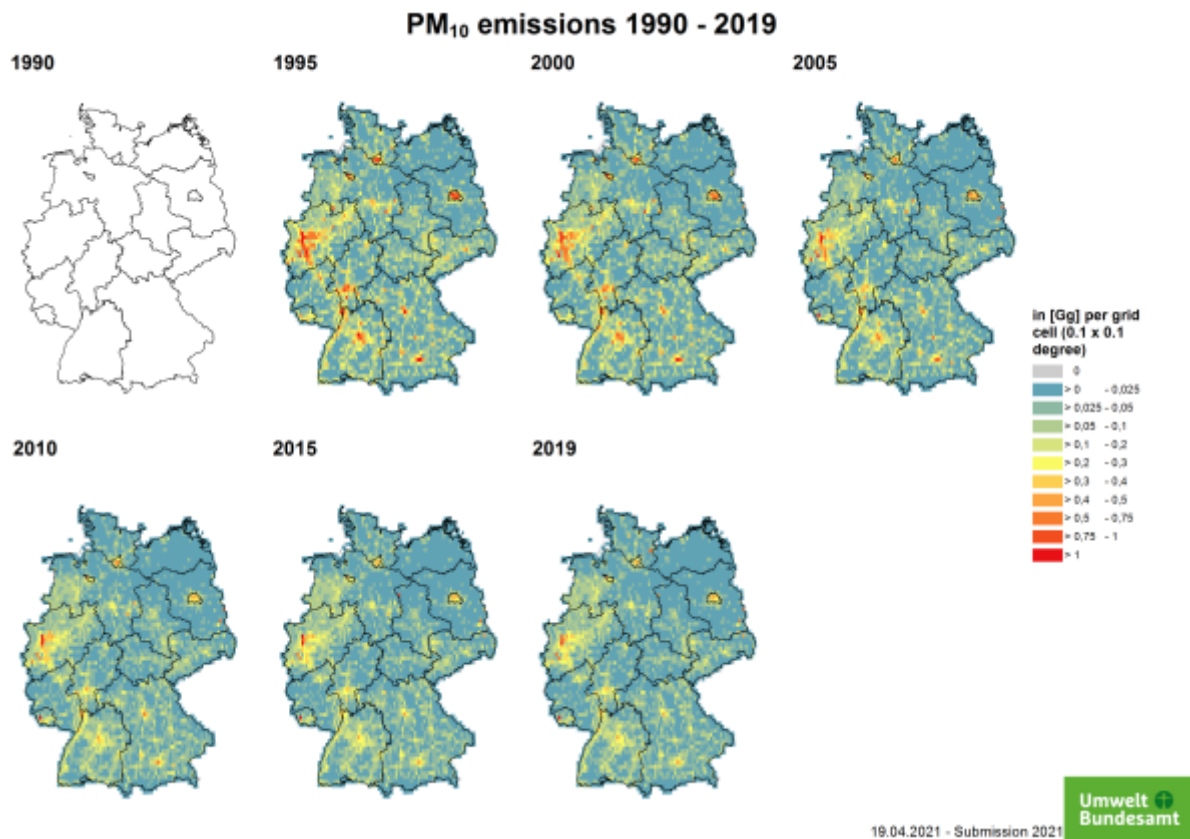 PM₁₀ emissions 1990 - 2019
1990
1995
2000
2005
in [Gg] per grid
cell (0.1 x 0.1
degree)
0
> 0 - 0,025
> 0,025 - 0,05
> 0,05 - 0,1
> 0,1 - 0,2
> 0,2 - 0,3
> 0,3 - 0,4
> 0,4 - 0,5
> 0,5 - 0,75
> 0,75 - 1
> 1
2010
2015
2019
Umwelt
Bundesamt
19.04.2021 - Submission 2021